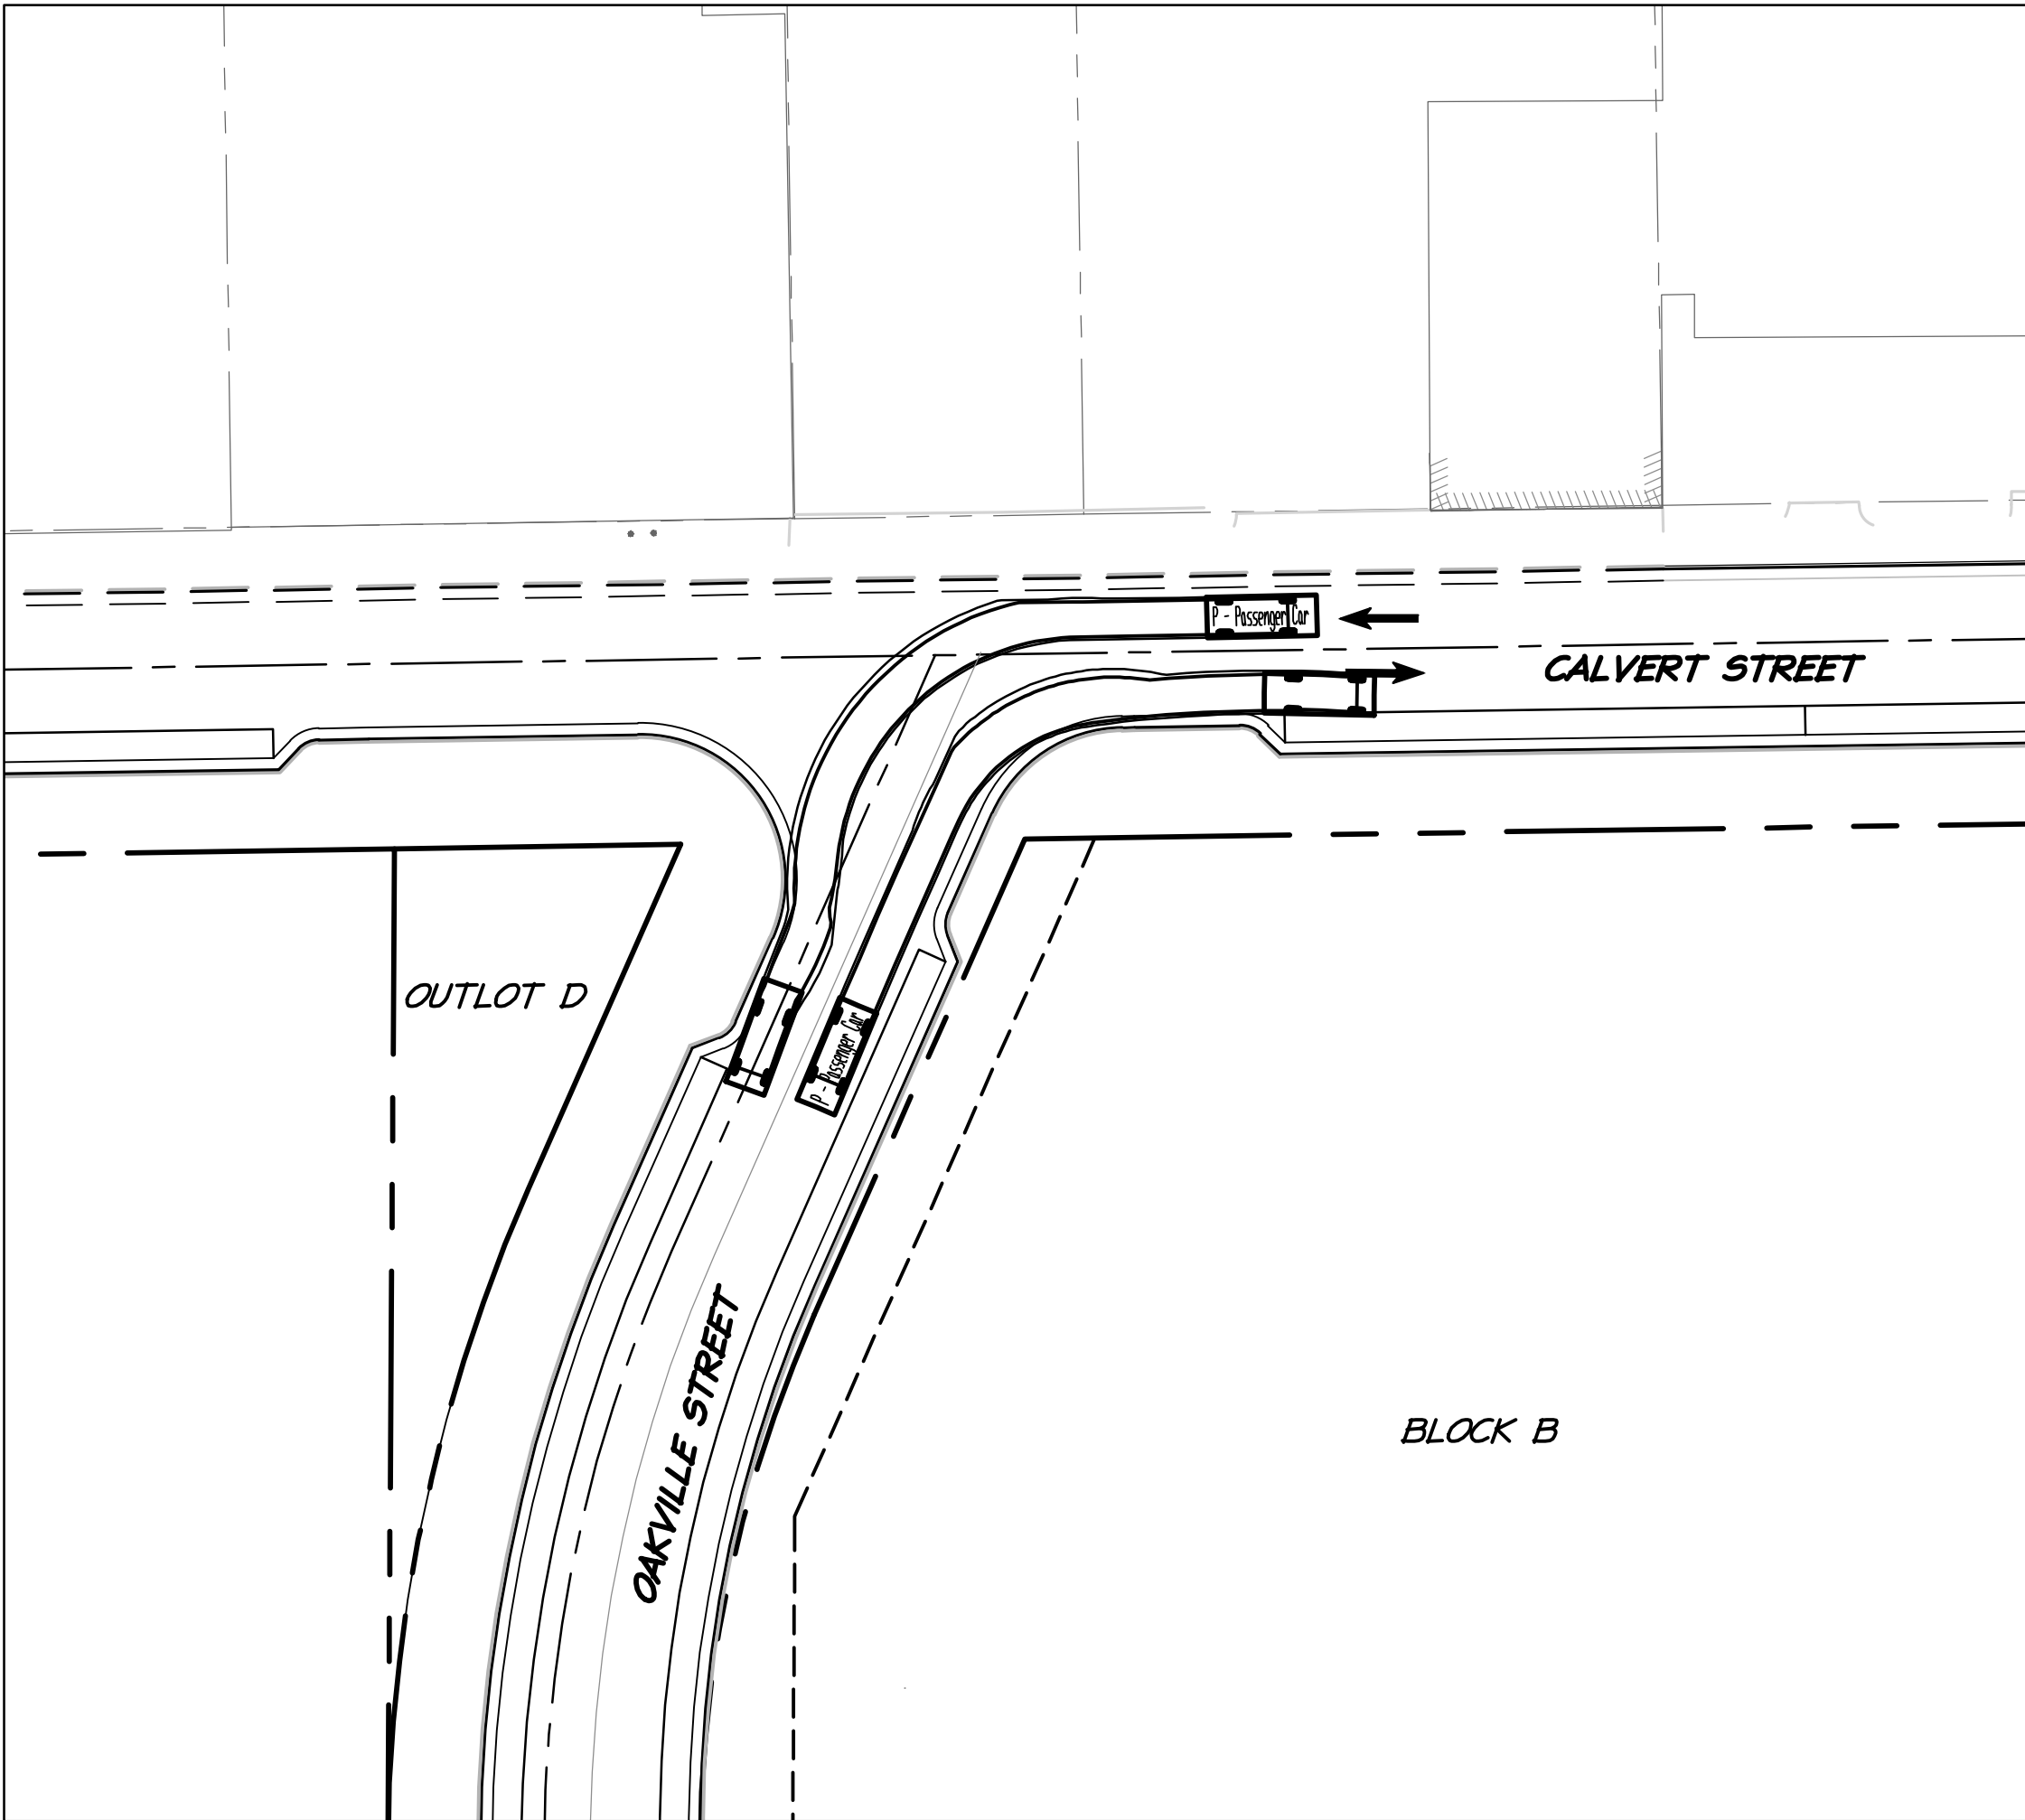 P - Passenger Car
CALVERT STREET
OUTLOT D
P - Passenger Car
OAKVILLE STREET
BLOCK B